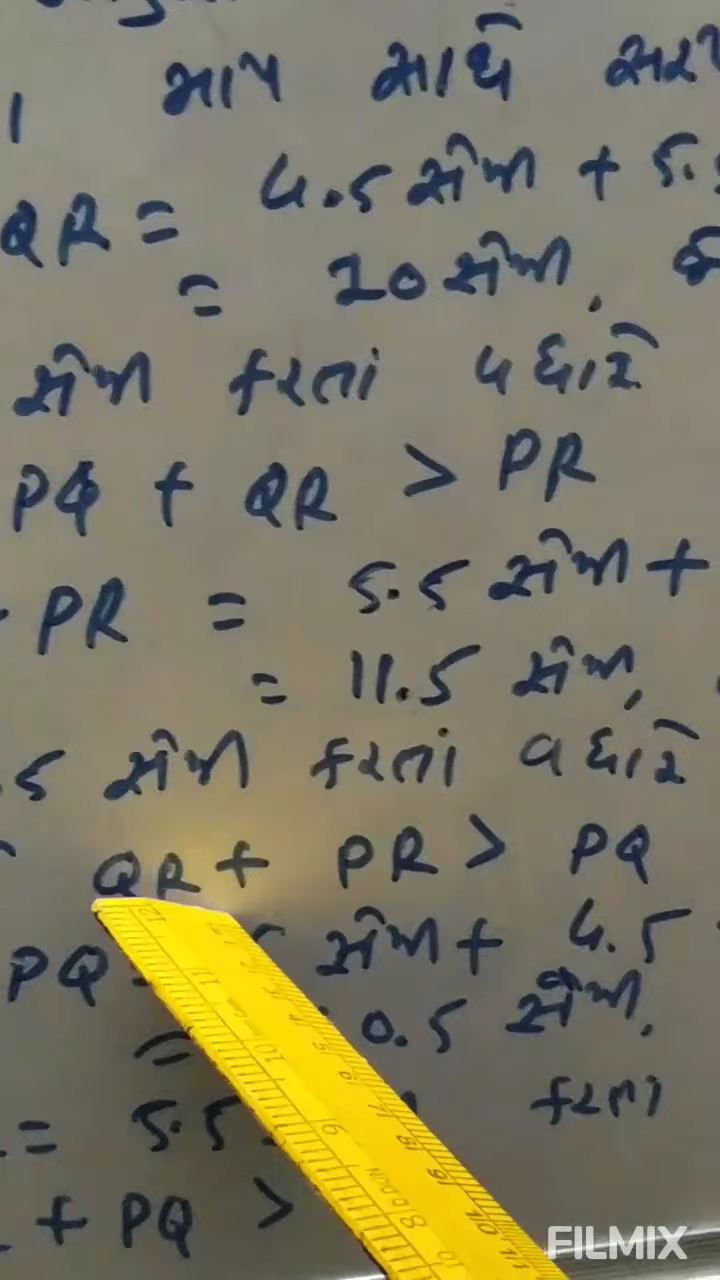 । માપ સાથે
QR = 4.5 સેમી + 5.
= 10 સેમી.
સેમી કરતાં વધારે
PQ + QR > PR
PR = 5.5 સેમી +
= 11.5 સેમી,
.5 સેમી કરતાં વધારે
QR + PR > PQ
PQ સેમી + 4.5
= 0.5 સેમી.
= 5.5 કરતાં
+ PQ >
FILMIX